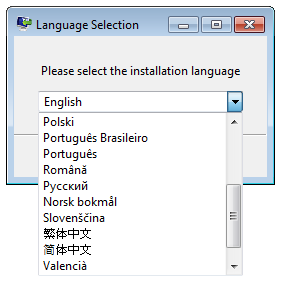 Language Selection
Please select the installation language
English
Polski
Português Brasileiro
Português
Română
Русский
Norsk bokmål
Slovenščina
繁体中文
简体中文
Valencià